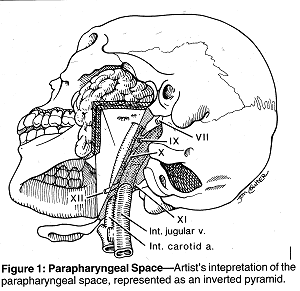 VII
IX
X
XII
XI
Int. jugular v.
Int. carotid a.
Figure 1: Parapharyngeal Space—Artist's intepretation of the
parapharyngeal space, represented as an inverted pyramid.